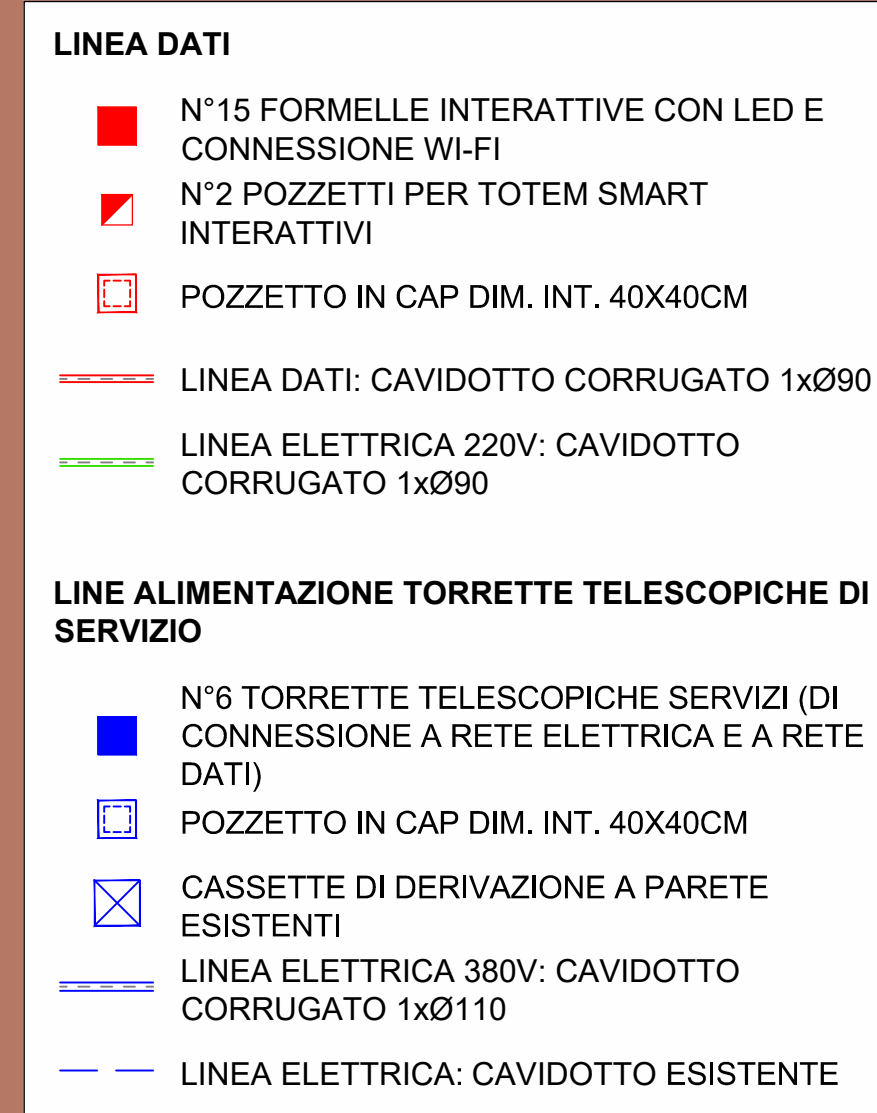 LINEA DATI
N°15 FORMELLE INTERATTIVE CON LED E
CONNESSIONE WI-FI
N°2 POZZETTI PER TOTEM SMART
INTERATTIVI
POZZETTO IN CAP DIM. INT. 40X40CM
LINEA DATI: CAVIDOTTO CORRUGATO 1xØ90
LINEA ELETTRICA 220V: CAVIDOTTO
CORRUGATO 1xØ90
LINE ALIMENTAZIONE TORRETTE TELESCOPICHE DI
SERVIZIO
N°6 TORRETTE TELESCOPICHE SERVIZI (DI
CONNESSIONE A RETE ELETTRICA E A RETE
DATI)
POZZETTO IN CAP DIM. INT. 40X40CM
CASSETTE DI DERIVAZIONE A PARETE
ESISTENTI
LINEA ELETTRICA 380V: CAVIDOTTO
CORRUGATO 1xØ110
LINEA ELETTRICA: CAVIDOTTO ESISTENTE